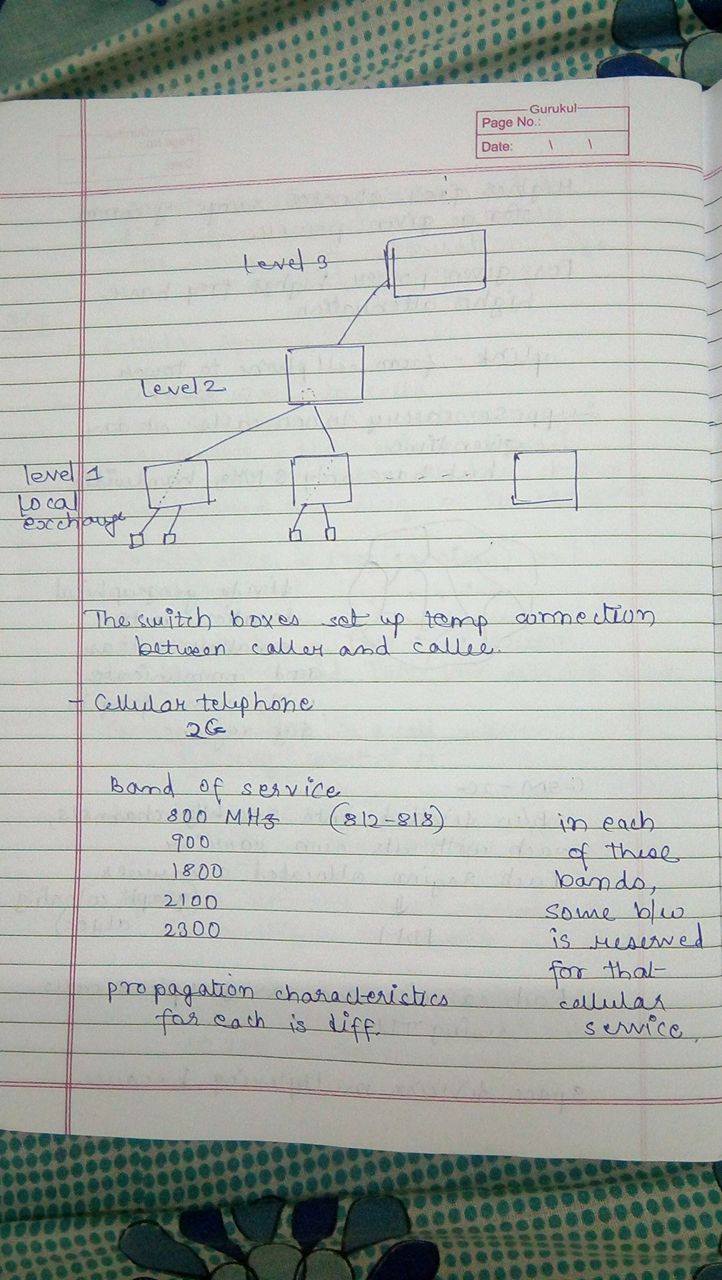 Gurukul
Page No.:
Date: \ \
Level 3
Level 2
level 1
Local
exchange
The switch boxes set up temp connection
between caller and callee.
- Cellular telephone
2G
Band of service
800 MHz (812-818)
900
1800
2100
2300
in each
of these
bands,
some b/w
is reserved
for that
cellular
service.
propagation characteristics
for each is diff.